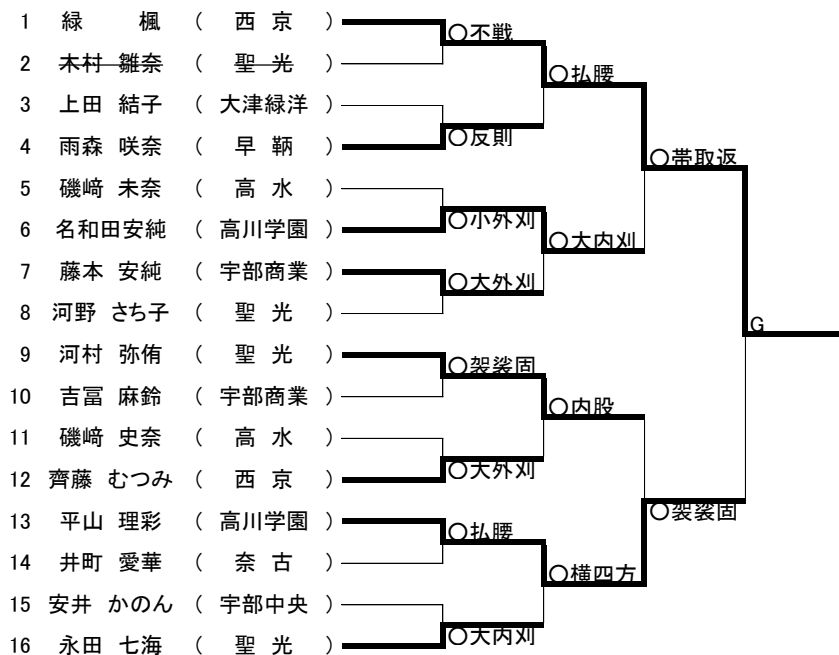 1 緑 楓 ( 西 京 )
○不戦
2 木村 雛奈 ( 聖 光 )
○払腰
3 上田 結子 ( 大津緑洋 )
○反則
4 雨森 咲奈 ( 早 鞆 )
○帯取返
5 磯﨑 未奈 ( 高 水 )
○小外刈
6 名和田安純 ( 高川学園 )
○大内刈
7 藤本 安純 ( 宇部商業 )
○大外刈
8 河野 さち子 ( 聖 光 )
G
9 河村 弥侑 ( 聖 光 )
○袈裟固
10 吉冨 麻鈴 ( 宇部商業 )
○内股
11 磯﨑 史奈 ( 高 水 )
○大外刈
12 齊藤 むつみ ( 西 京 )
○袈裟固
13 平山 理彩 ( 高川学園 )
○払腰
14 井町 愛華 ( 奈 古 )
○横四方
15 安井 かのん ( 宇部中央 )
○大内刈
16 永田 七海 ( 聖 光 )